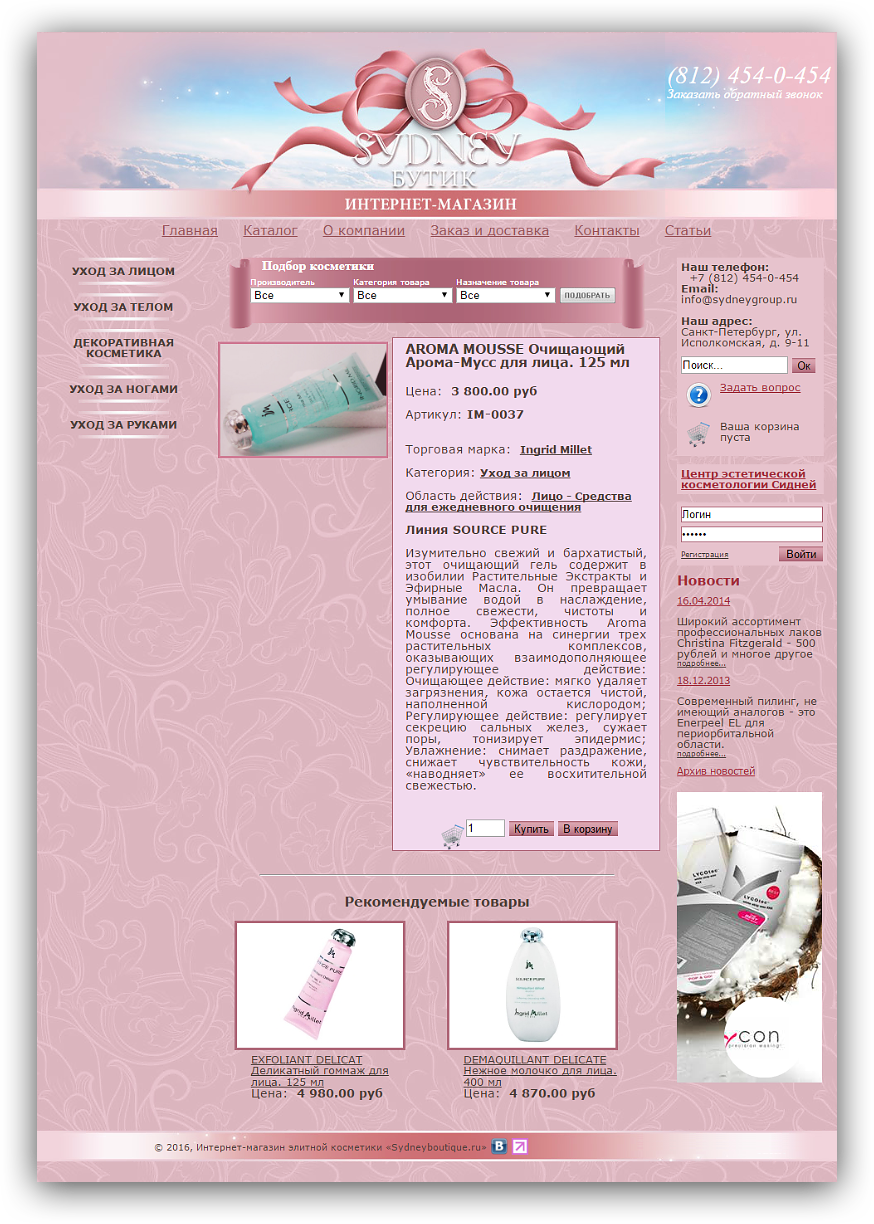 (812) 454-0-454
Заказать обратный звонок
S
SYDNEY
БУТИК
ИНТЕРНЕТ-МАГАЗИН
Главная Каталог О компании Заказ и доставка Контакты Статьи
УХОД ЗА ЛИЦОМ
УХОД ЗА ТЕЛОМ
ДЕКОРАТИВНАЯ
КОСМЕТИКА
УХОД ЗА НОГАМИ
УХОД ЗА РУКАМИ
Подбор косметики
Производитель Категория товара Назначение товара
Все Все Все ПОДОБРАТЬ
AROMA MOUSSE Очищающий
Арома-Мусс для лица. 125 мл
Цена: 3 800.00 руб
Артикул: IM-0037
Торговая марка: Ingrid Millet
Категория: Уход за лицом
Область действия: Лицо - Средства
для ежедневного очищения
Линия SOURCE PURE
Изумительно свежий и бархатистый,
этот очищающий гель содержит в
изобилии Растительные Экстракты и
Эфирные Масла. Он превращает
умывание водой в наслаждение,
полное свежести, чистоты и
комфорта. Эффективность Aroma
Mousse основана на синергии трех
растительных комплексов,
оказывающих взаимодополняющее
регулирующее действие:
Очищающее действие: мягко удаляет
загрязнения, кожа остается чистой,
наполненной кислородом;
Регулирующее действие: регулирует
секрецию сальных желез, сужает
поры, тонизирует эпидермис;
Увлажнение: снимает раздражение,
снижает чувствительность кожи,
«наводняет» ее восхитительной
свежестью.
1 Купить В корзину
Наш телефон:
+7 (812) 454-0-454
Email:
info@sydneygroup.ru
Наш адрес:
Санкт-Петербург, ул.
Исполкомская, д. 9-11
Поиск... Ок
Задать вопрос
Ваша корзина
пуста
Центр эстетической
косметологии Сидней
Логин
••••••
Регистрация Войти
Новости
16.04.2014
Широкий ассортимент
профессиональных лаков
Christina Fitzgerald - 500
рублей и многое другое
подробнее...
18.12.2013
Современный пилинг, не
имеющий аналогов - это
Enerpeel EL для
периорбитальной
области.
подробнее...
Архив новостей
LYCOtec
LYCOtec
ycon
precision waxing!
Рекомендуемые товары
SOURCE PURE
Ingrid Millet
Ingrid Millet
EXFOLIANT DELICAT
Деликатный гоммаж для
лица. 125 мл
Цена: 4 980.00 руб
DEMAQUILLANT DELICATE
Нежное молочко для лица.
400 мл
Цена: 4 870.00 руб
© 2016, Интернет-магазин элитной косметики «Sydneyboutique.ru» B